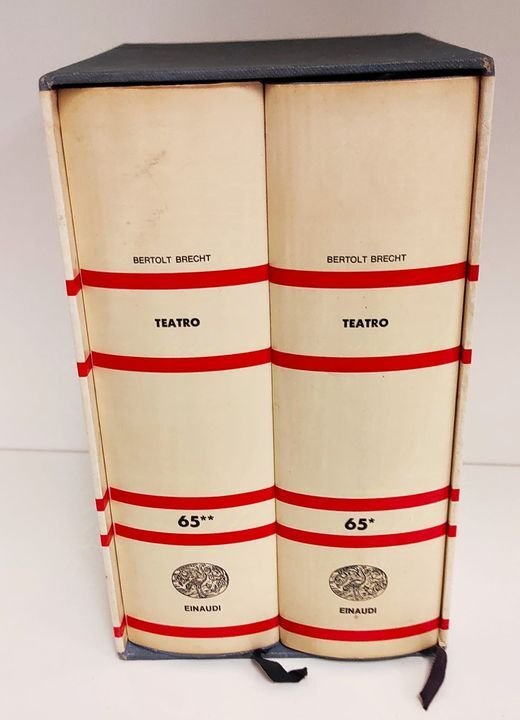 BERTOLT BRECHT
TEATRO
65**
EINAUDI
BERTOLT BRECHT
TEATRO
65*
EINAUDI